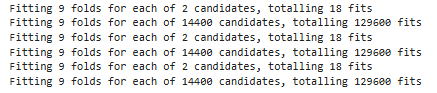 Fitting 9 folds for each of 2 candidates, totalling 18 fits
Fitting 9 folds for each of 14400 candidates, totalling 129600 fits
Fitting 9 folds for each of 2 candidates, totalling 18 fits
Fitting 9 folds for each of 14400 candidates, totalling 129600 fits
Fitting 9 folds for each of 2 candidates, totalling 18 fits
Fitting 9 folds for each of 14400 candidates, totalling 129600 fits